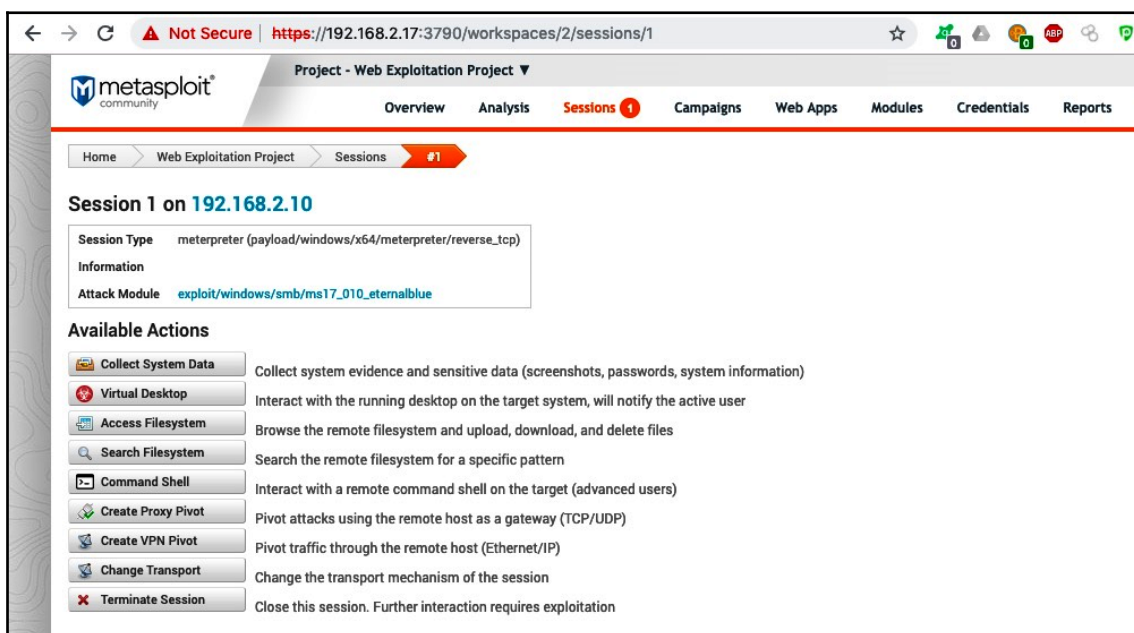 Not Secure | https://192.168.2.17:3790/workspaces/2/sessions/1
0
0
ABP
metasploit®
community
Project - Web Exploitation Project ▼
Overview Analysis Sessions 1 Campaigns Web Apps Modules Credentials Reports
Home Web Exploitation Project Sessions #1
Session 1 on 192.168.2.10
Session Type meterpreter (payload/windows/x64/meterpreter/reverse_tcp)
Information
Attack Module exploit/windows/smb/ms17_010_eternalblue
Available Actions
Collect System Data Collect system evidence and sensitive data (screenshots, passwords, system information)
Virtual Desktop Interact with the running desktop on the target system, will notify the active user
Access Filesystem Browse the remote filesystem and upload, download, and delete files
Search Filesystem Search the remote filesystem for a specific pattern
Command Shell Interact with a remote command shell on the target (advanced users)
Create Proxy Pivot Pivot attacks using the remote host as a gateway (TCP/UDP)
Create VPN Pivot Pivot traffic through the remote host (Ethernet/IP)
Change Transport Change the transport mechanism of the session
Terminate Session Close this session. Further interaction requires exploitation